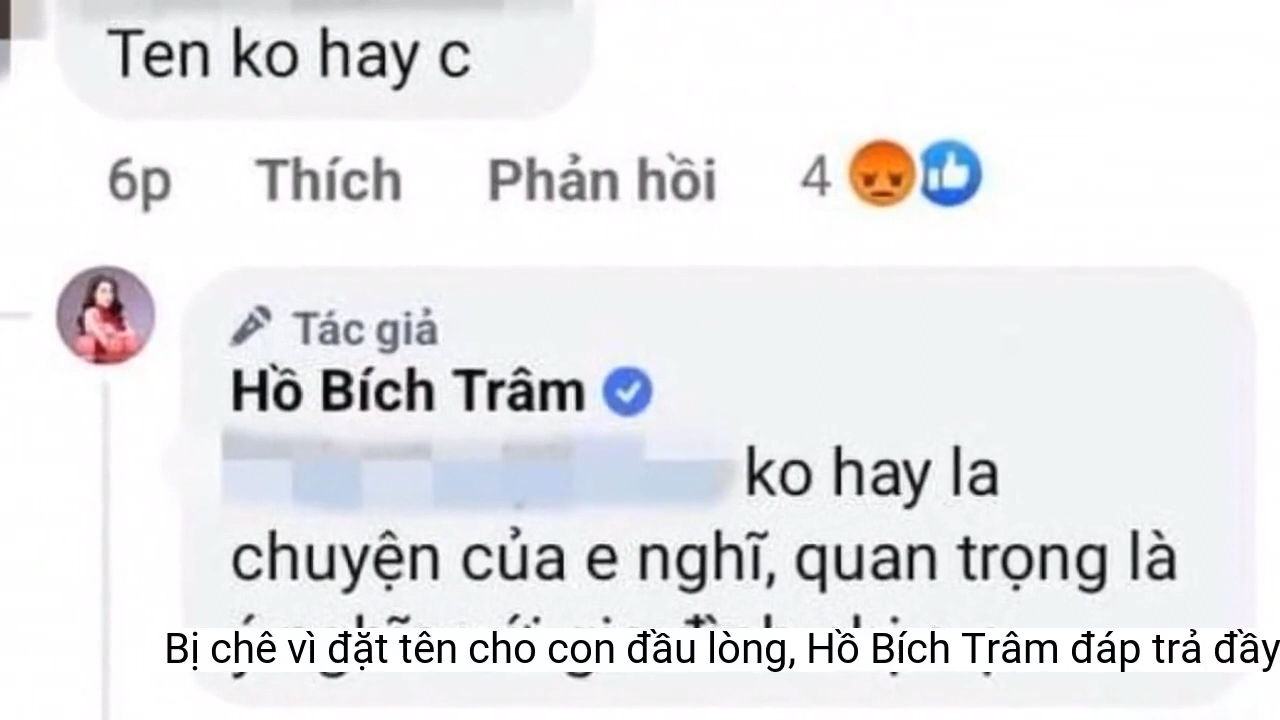 Ten ko hay c
6p Thích Phản hồi 4
Tác giả
Hồ Bích Trâm
ko hay la
chuyện của e nghĩ, quan trọng là
Bị chê vì đặt tên cho con đầu lòng, Hồ Bích Trâm đáp trả đầy